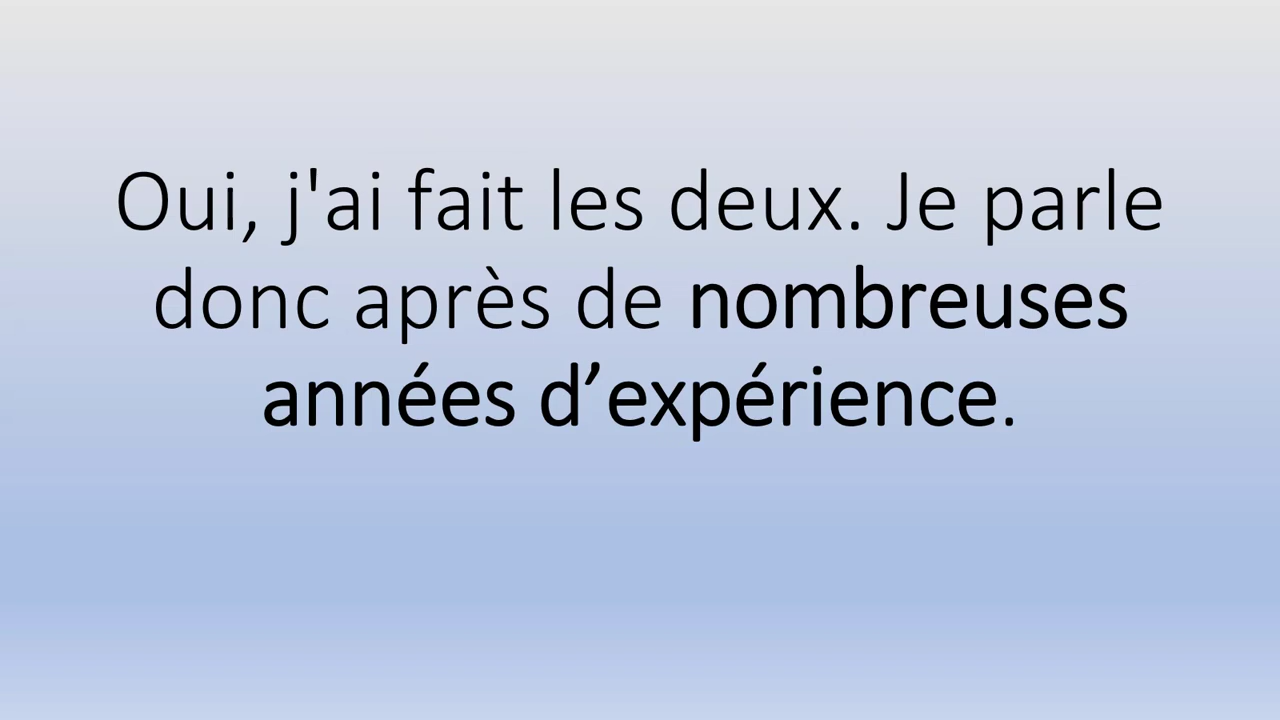 Oui, j'ai fait les deux. Je parle
donc après de nombreuses
années d’expérience.